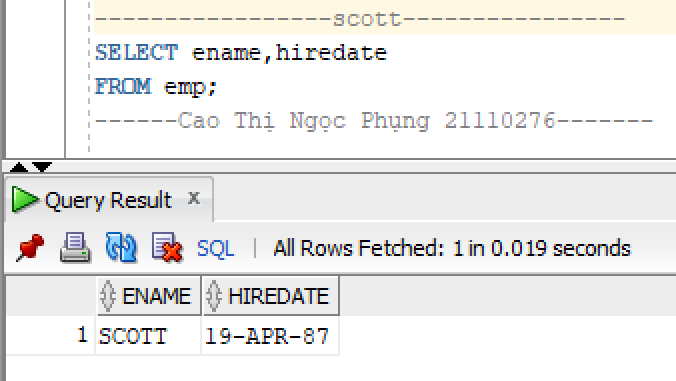 -----------------scott----------------
SELECT ename,hiredate
FROM emp;
------Cao Thị Ngọc Phụng 21110276-------
Query Result x
SQL | All Rows Fetched: 1 in 0.019 seconds
ENAME HIREDATE
1 SCOTT 19-APR-87